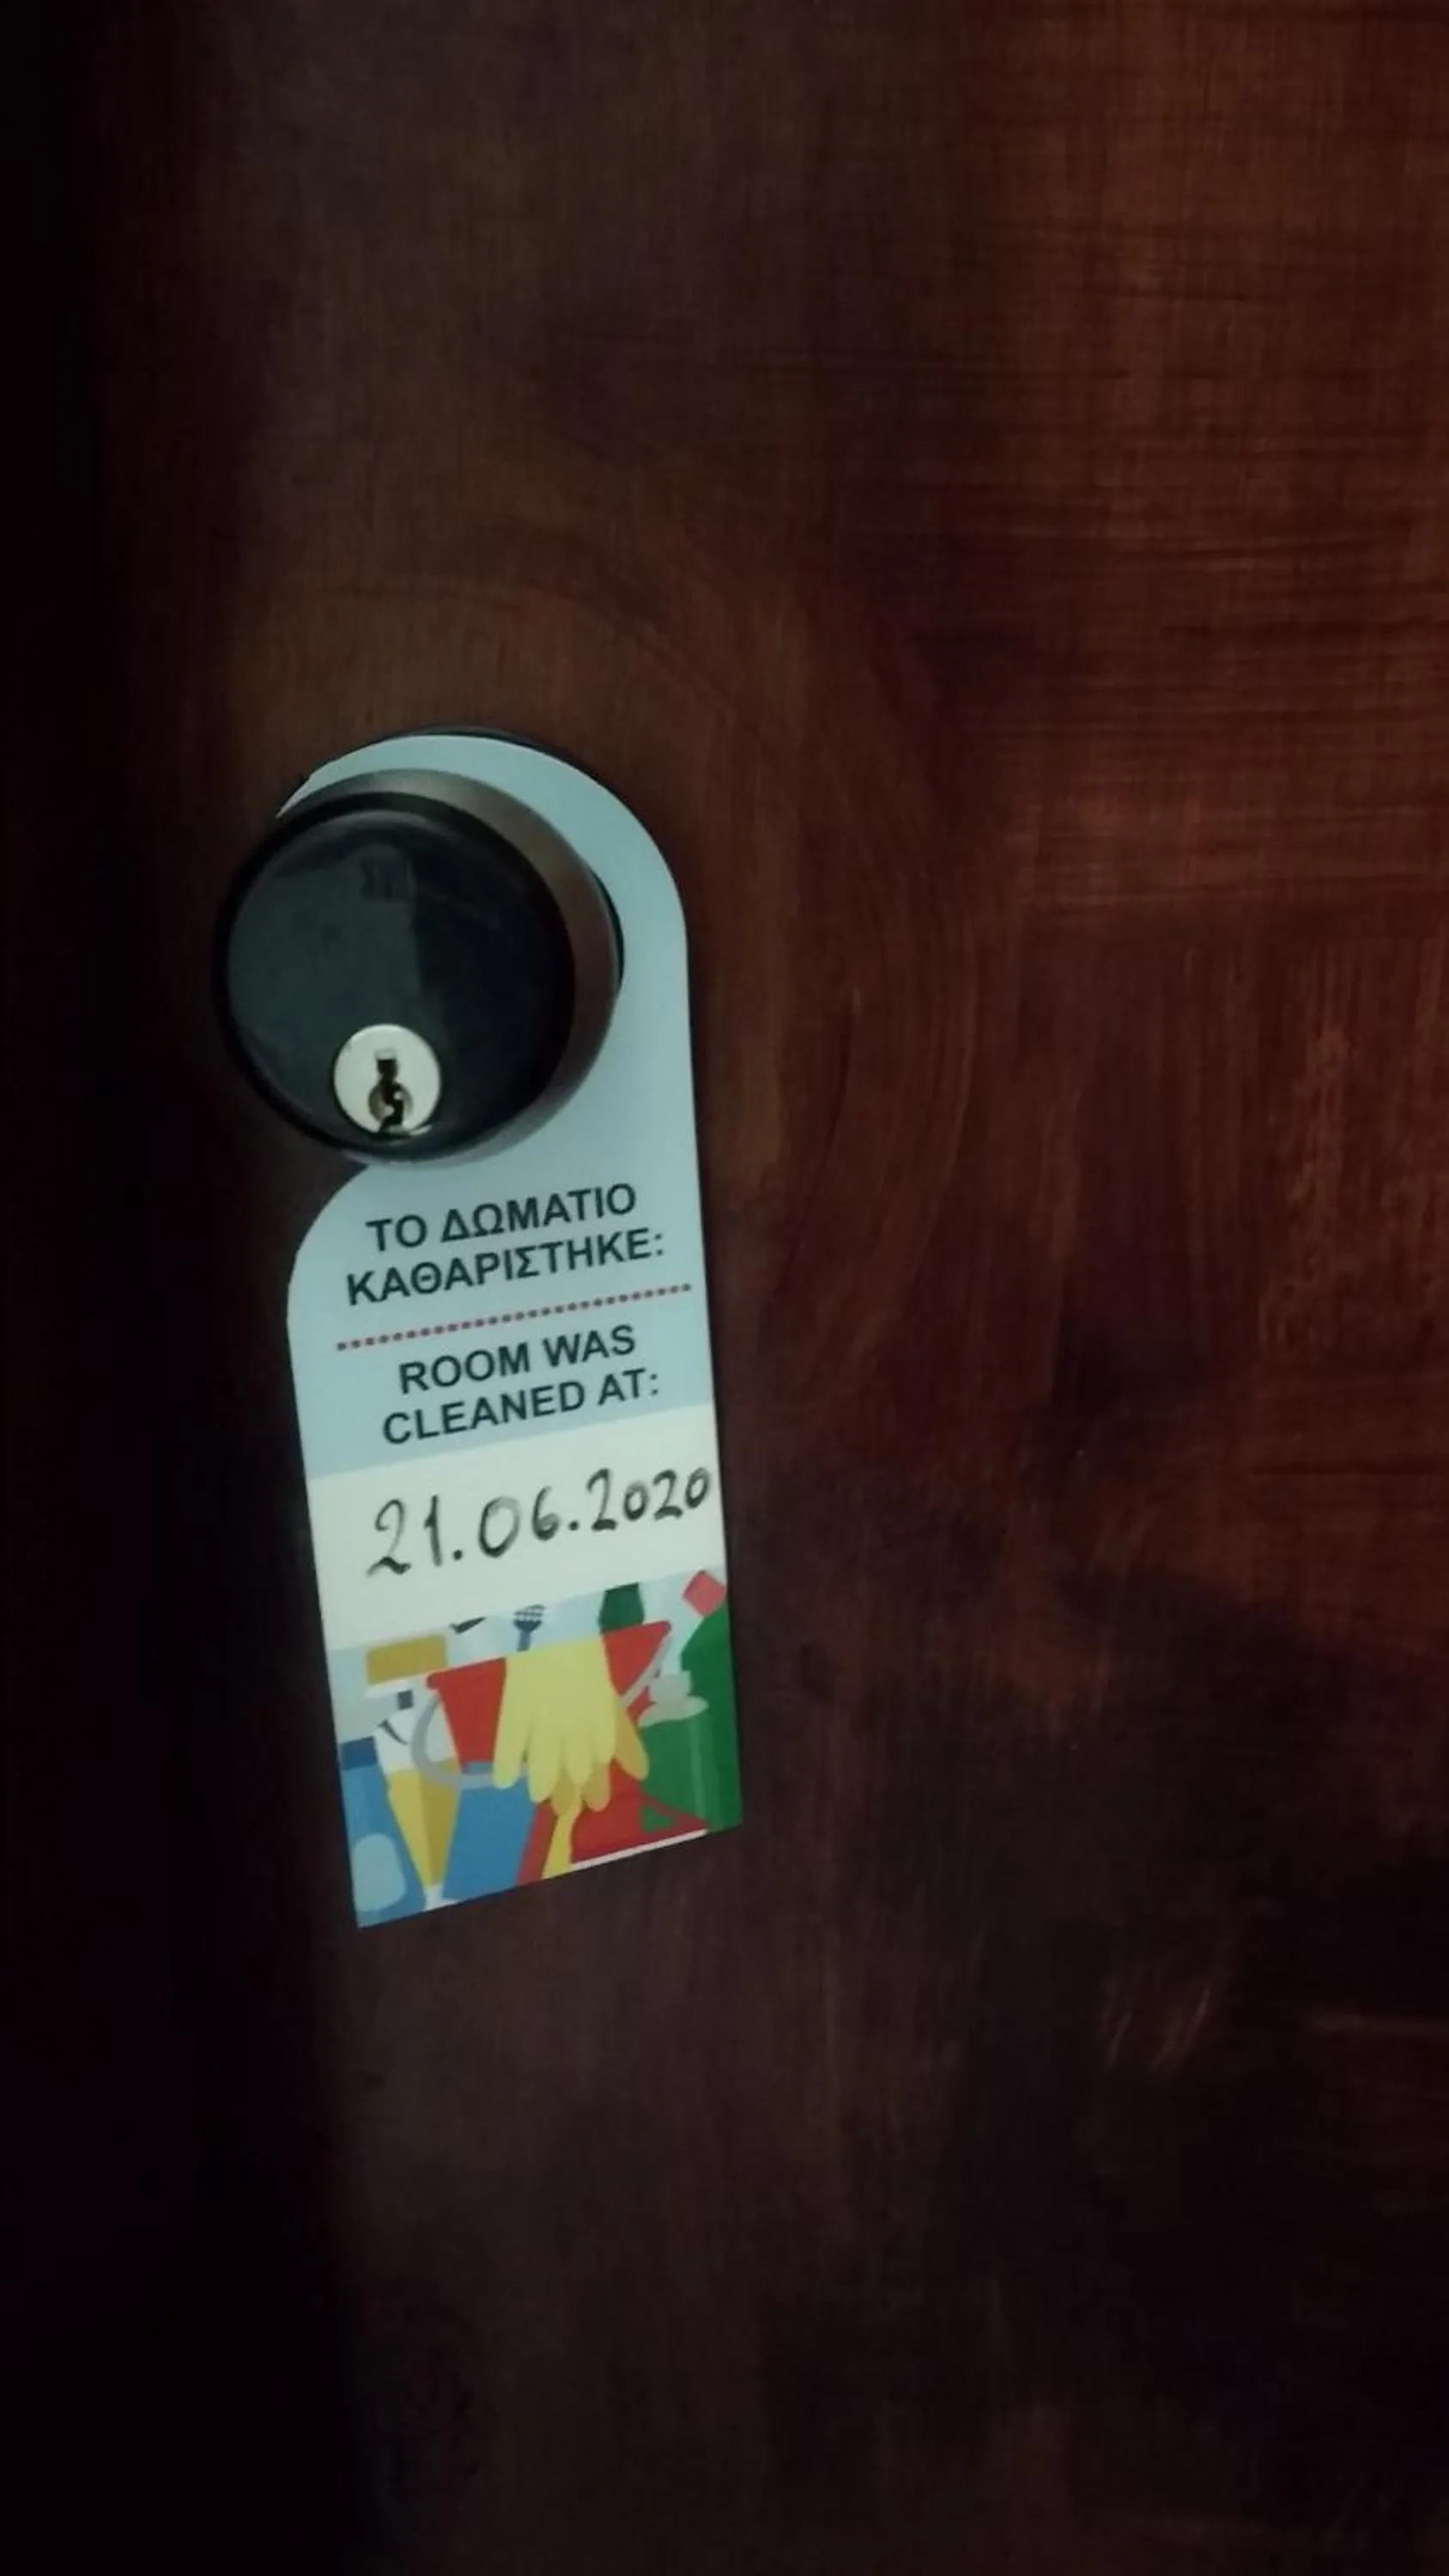 ΤΟ ΔΩΜΑΤΙΟ
ΚΑΘΑΡΙΣΤΗΚΕ:
ROOM WAS
CLEANED AT:
21.06.2020